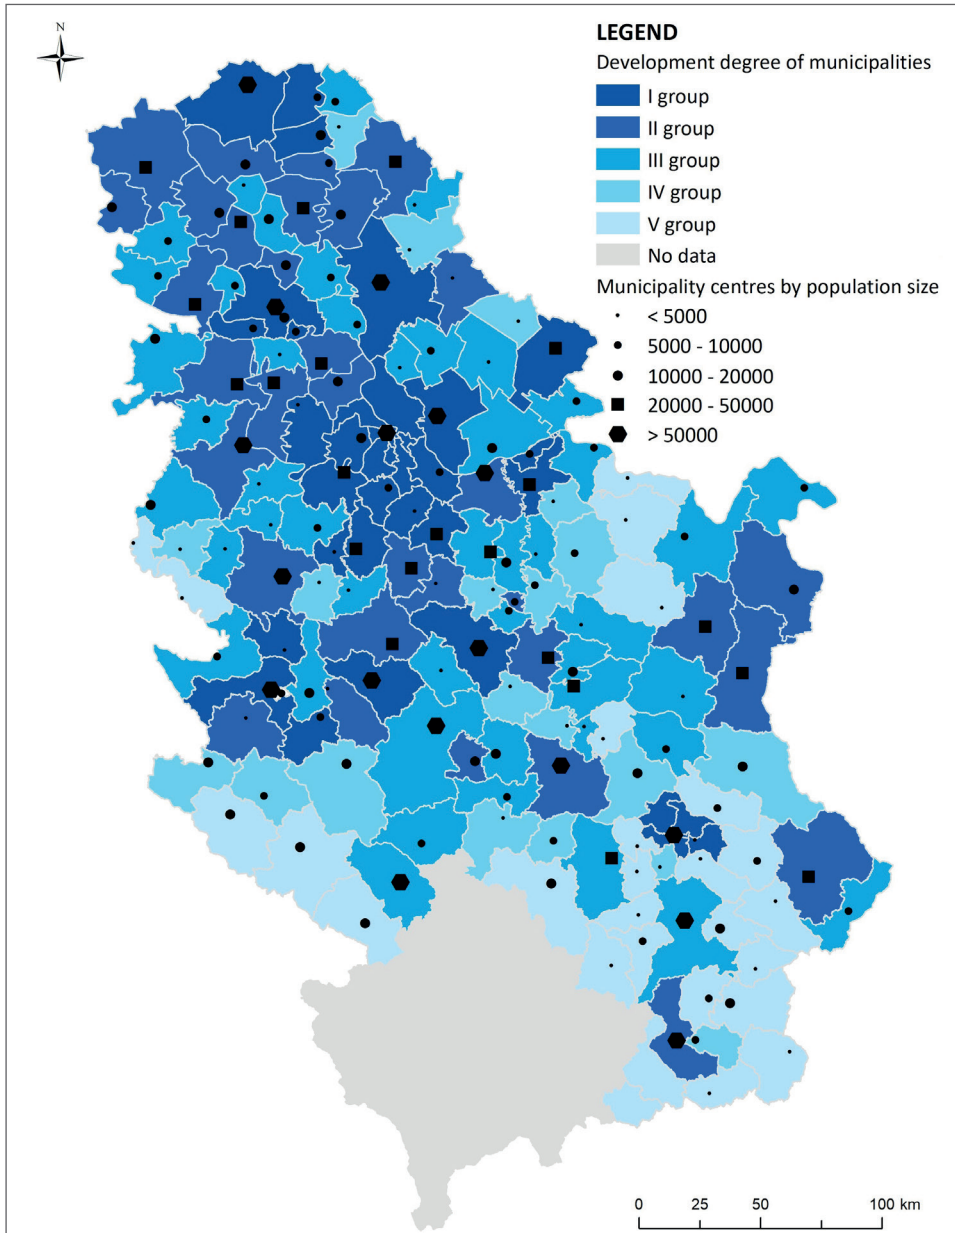 N
LEGEND
Development degree of municipalities
I group
II group
III group
IV group
V group
No data
Municipality centres by population size
< 5000
5000 - 10000
10000 - 20000
20000 - 50000
> 50000
0 25 50 100 km